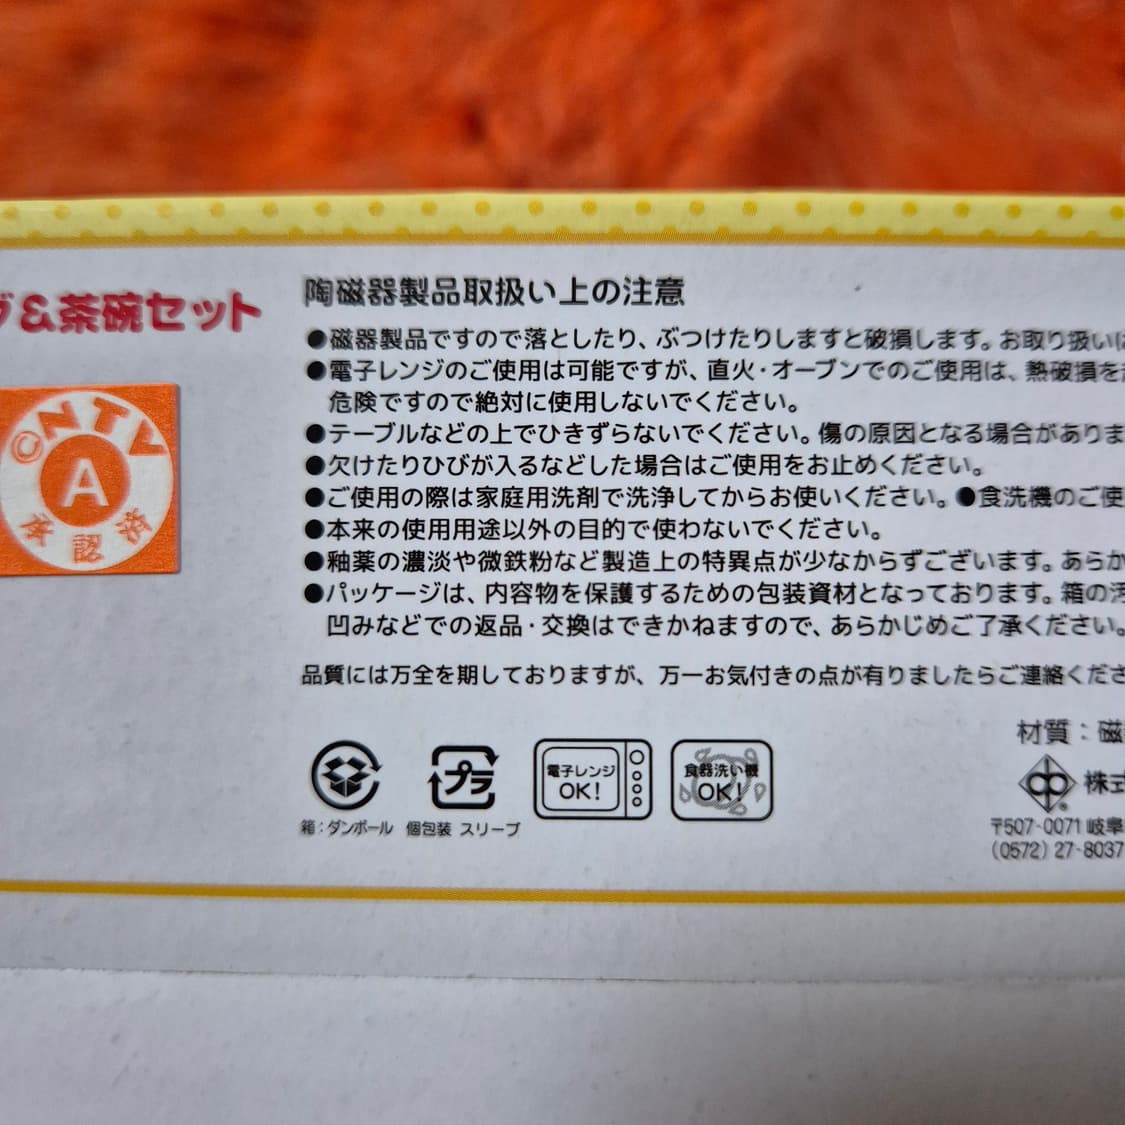 グ&茶碗セット
©NTV
A
本認荻
陶磁器製品取扱い上の注意
●磁器製品ですので落としたり、ぶつけたりしますと破損します。お取り扱いに
●電子レンジのご使用は可能ですが、直火・オーブンでのご使用は、熱破損を
危険ですので絶対に使用しないでください。
●テーブルなどの上でひきずらないでください。傷の原因となる場合がありま
●欠けたりひびが入るなどした場合はご使用をお止めください。
●ご使用の際は家庭用洗剤で洗浄してからお使いください。●食洗機のご使
●本来の使用用途以外の目的で使わないでください。
●釉薬の濃淡や微鉄粉など製造上の特異点が少なからずございます。あらか
●パッケージは、内容物を保護するための包装資材となっております。箱の汚
凹みなどでの返品・交換はできかねますので、あらかじめご了承ください。
品質には万全を期しておりますが、万一お気付きの点が有りましたらご連絡くださ
プラ
電子レンジ
OK!
食器洗い機
OK!
箱:ダンボール 個包装 スリーブ
材質:磁
株式
〒507-0071 岐阜
(0572) 27-8037